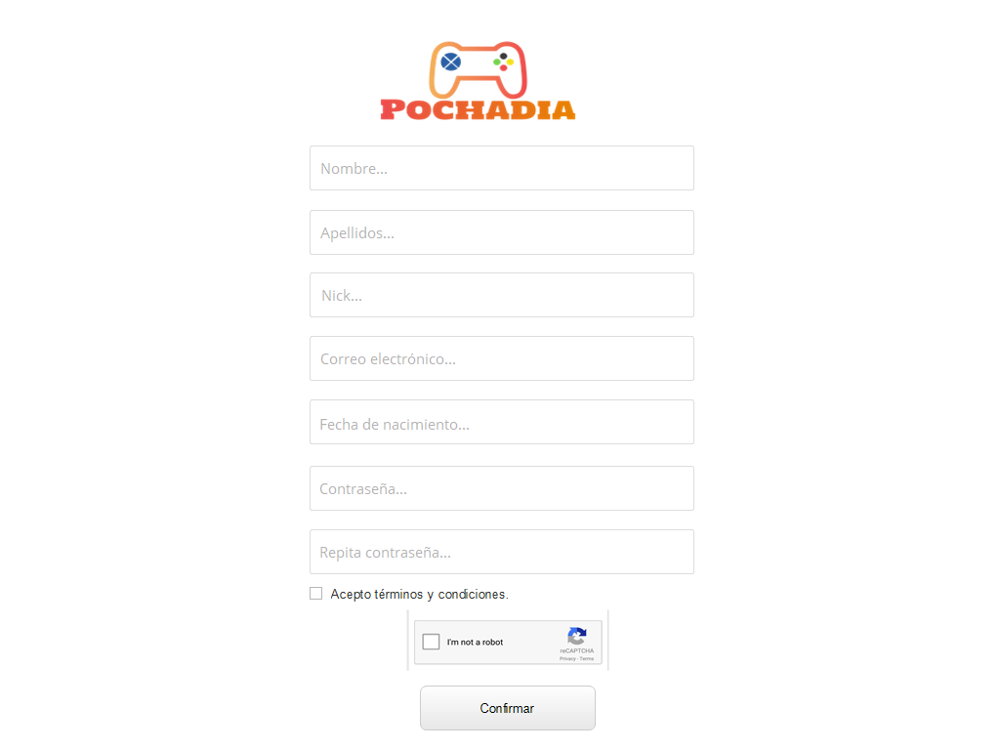 POCHADIA
Nombre...
Apellidos...
Nick...
Correo electrónico...
Fecha de nacimiento...
Contraseña...
Repita contraseña...
Acepto términos y condiciones.
I'm not a robot
reCAPTCHA
Privacy - Terms
Confirmar